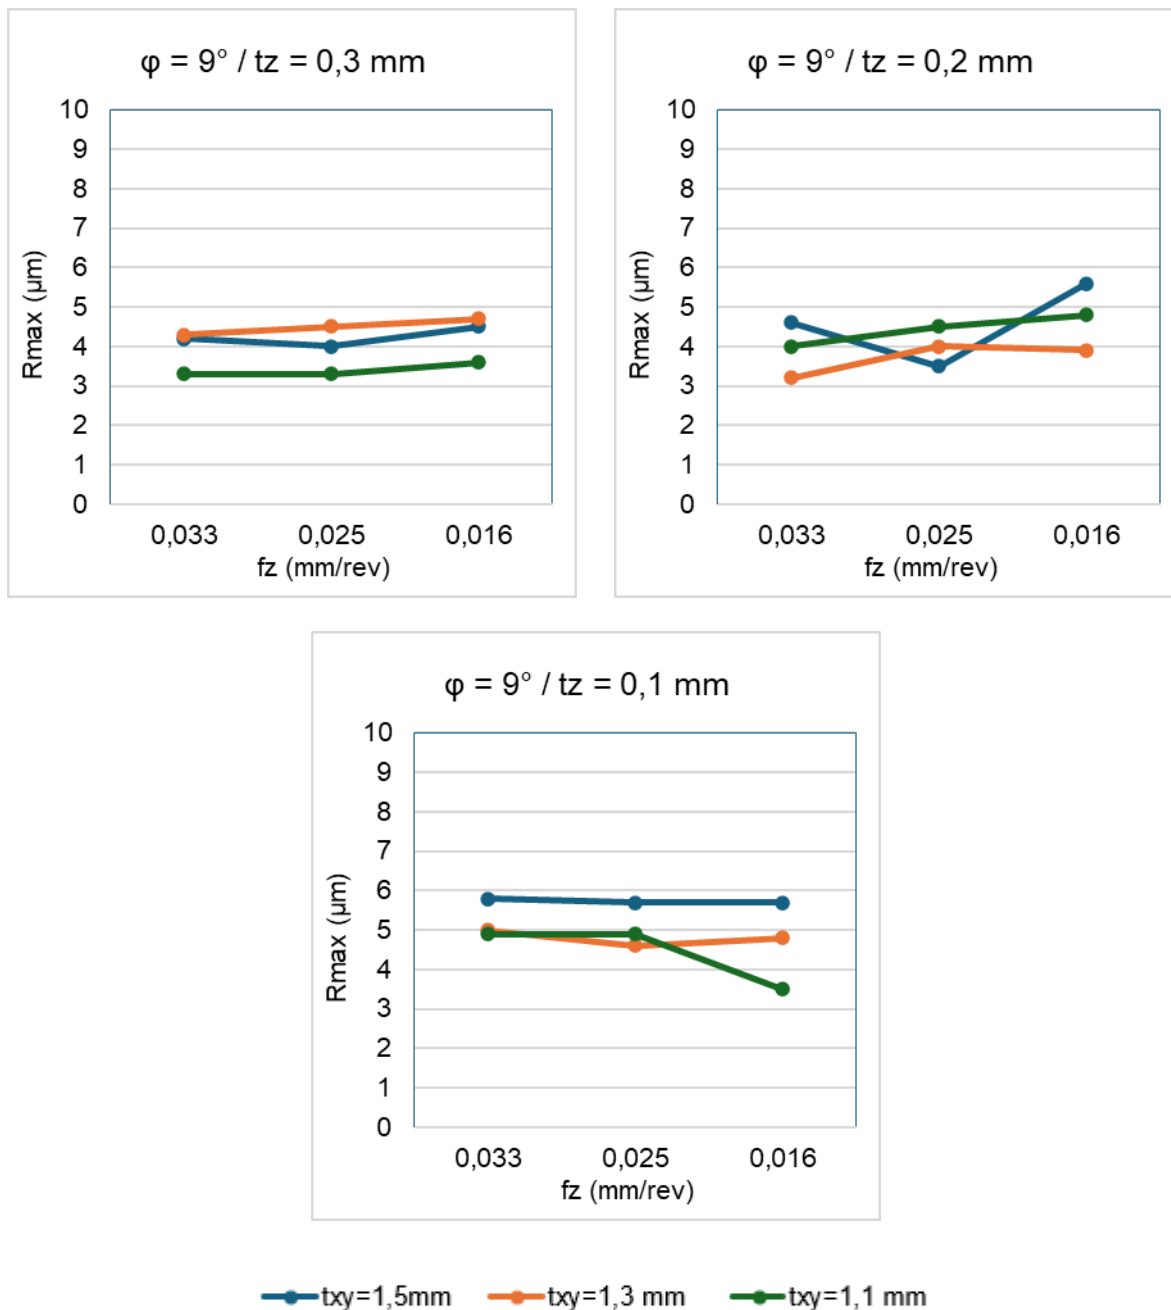 φ = 9° / tz = 0,3 mm
10
9
8
7
6
5
4
3
2
1
0
Rmax (μm)
0,033 0,025 0,016
fz (mm/rev)
φ = 9° / tz = 0,2 mm
10
9
8
7
6
5
4
3
2
1
0
Rmax (μm)
0,033 0,025 0,016
fz (mm/rev)
φ = 9° / tz = 0,1 mm
10
9
8
7
6
5
4
3
2
1
0
Rmax (μm)
0,033 0,025 0,016
fz (mm/rev)
txy=1,5mm txy=1,3 mm txy=1,1 mm